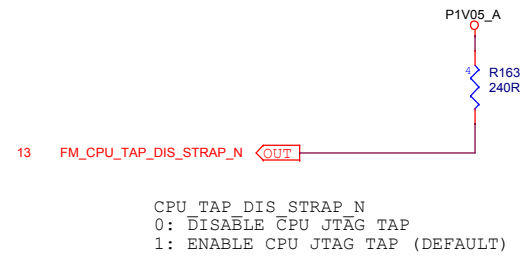 P1V05_A
4
R163
240R
13 FM_CPU_TAP_DIS_STRAP_N OUT
CPU_TAP_DIS_STRAP_N
0: DISABLE CPU JTAG TAP
1: ENABLE CPU JTAG TAP (DEFAULT)